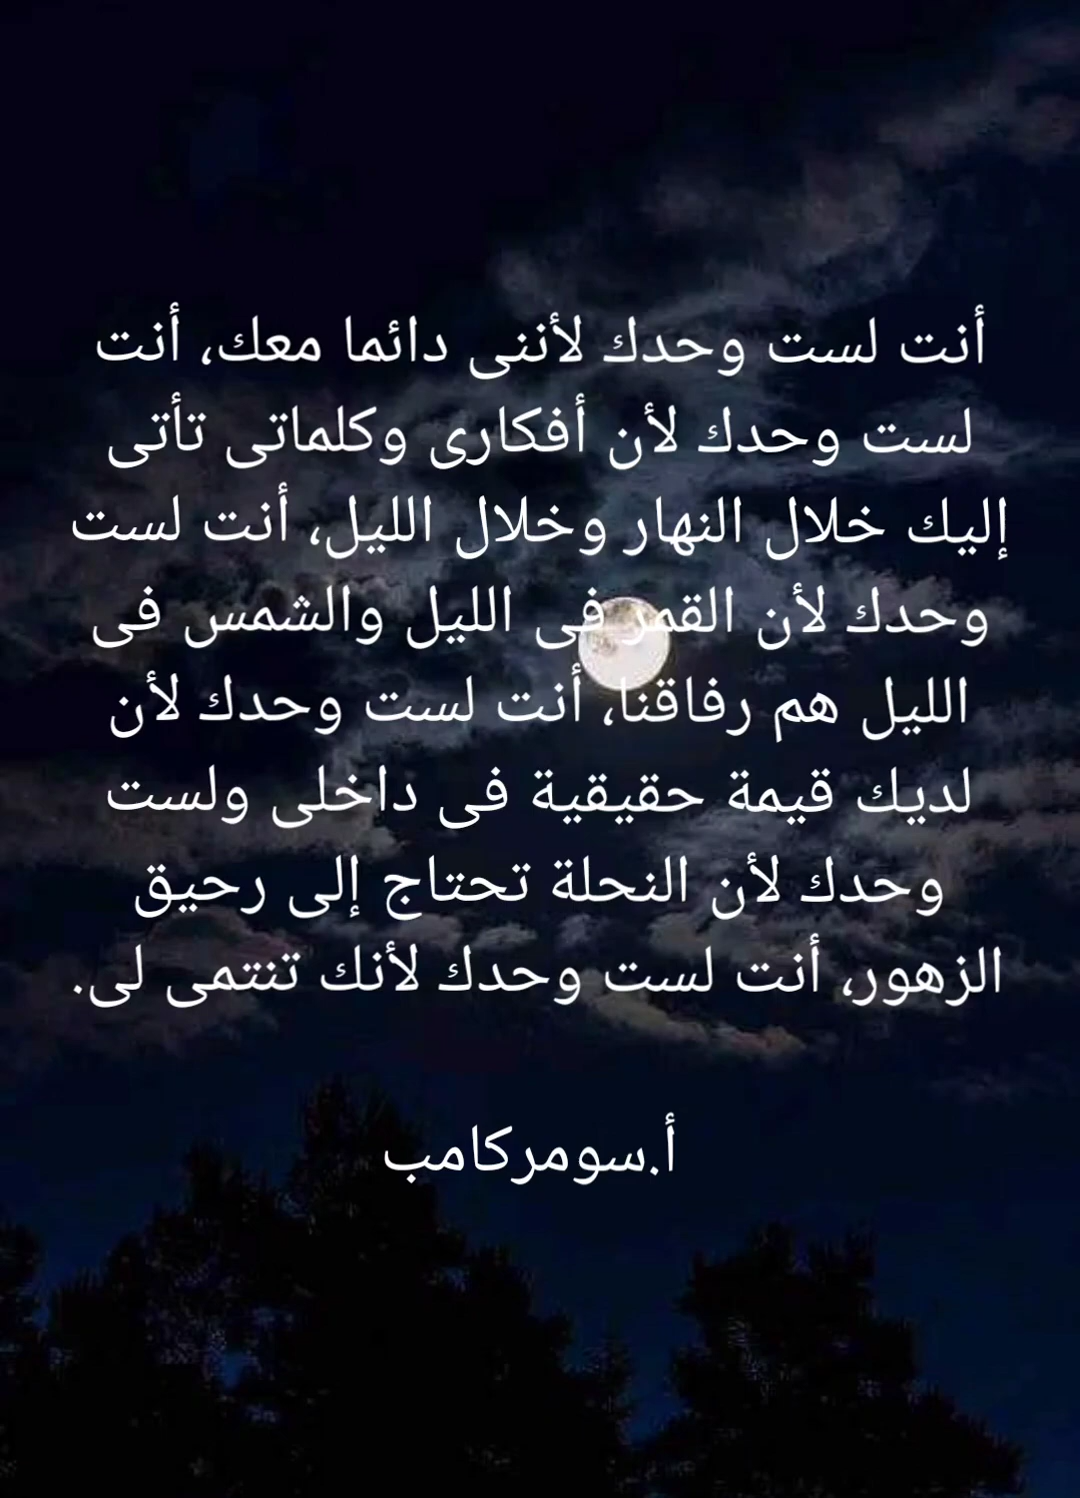 أنت لست وحدك لأننى دائما معك، أنت
لست وحدك لأن أفكارى وكلماتى تأتى
إليك خلال النهار وخلال الليل، أنت لست
وحدك لأن القمر فى الليل والشمس فى
الليل هم رفاقنا، أنت لست وحدك لأن
لديك قيمة حقيقية فى داخلى ولست
وحدك لأن النحلة تحتاج إلى رحيق
الزهور، أنت لست وحدك لأنك تنتمى لى.
أ.سومركامب